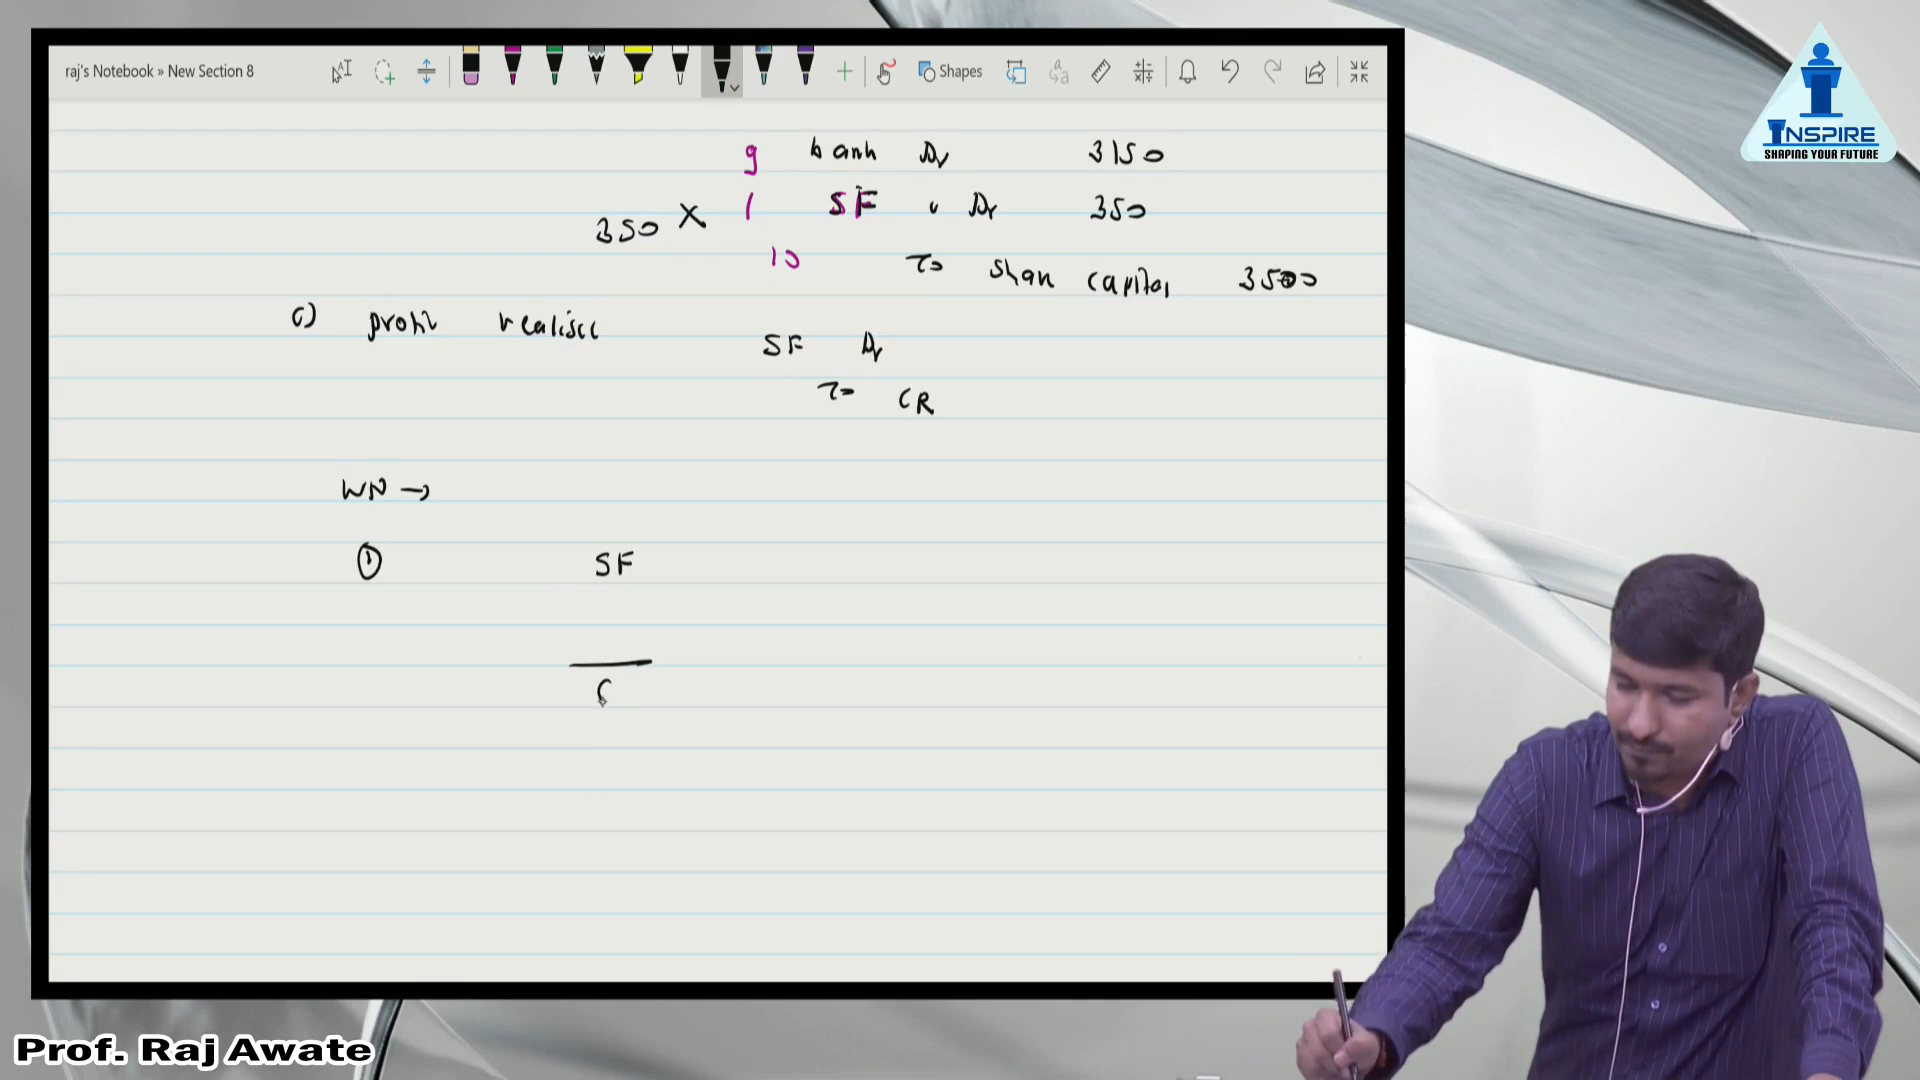 raj's Notebook » New Section 8
Shapes
INSPIRE
SHAPING YOUR FUTURE
9 bank Dr 3150
350 × 1 SF Dr 350
10 To Share capital 3500
c) profit realise
SF Dr
To CR
WN →
① SF
Prof. Raj Awate